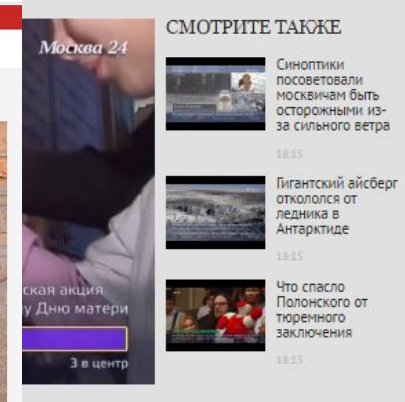 Москва 24
ская акция
у Дню матери
З в центр
СМОТРИТЕ ТАКЖЕ
Синоптики
посоветовали
москвичам быть
осторожными из-
за сильного ветра
18:15
Гигантский айсберг
откололся от
ледника в
Антарктиде
18:15
Что спасло
Полонского от
тюремного
заключения
18:15